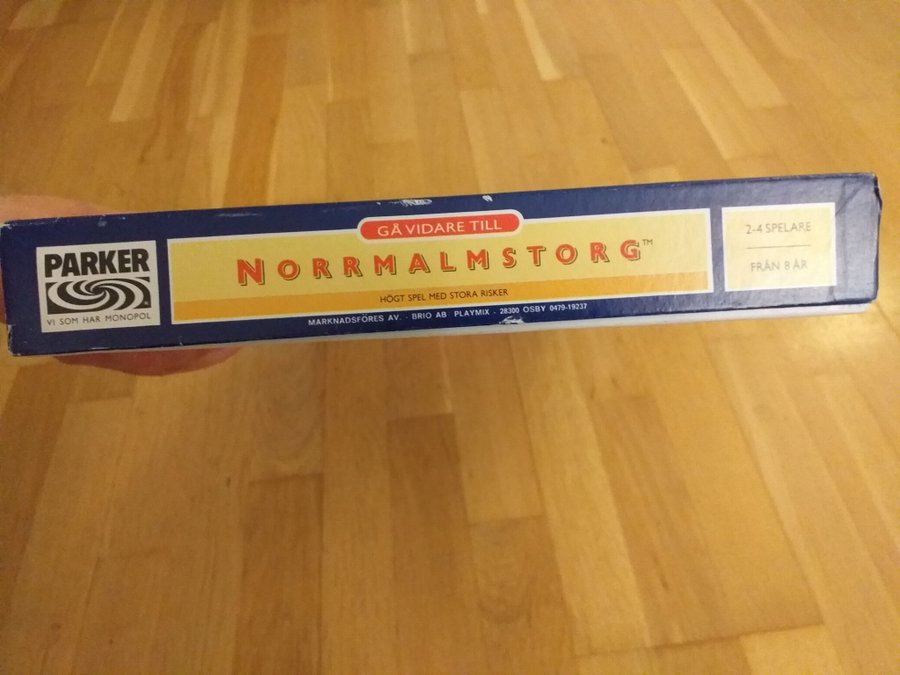 PARKER
VI SOM HAR MONOPOL
GÅ VIDARE TILL
NORRMALMSTORG™
HÖGT SPEL MED STORA RISKER
MARKNADSFÖRES AV. · BRIO AB PLAYMIX · 28300 OSBY 0479-19237
2-4 SPELARE
FRÅN 8 ÅR